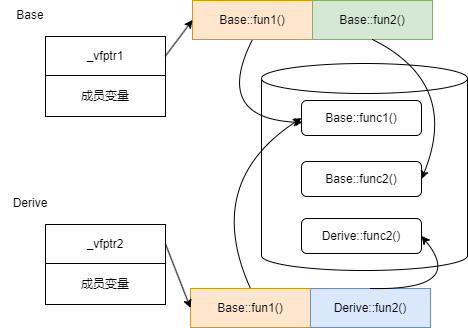 Base
Base::fun1()
Base::fun2()
_vfptr1
成员变量
Base::func1()
Base::func2()
Derive
Derive::func2()
_vfptr2
成员变量
Base::fun1()
Derive::fun2()